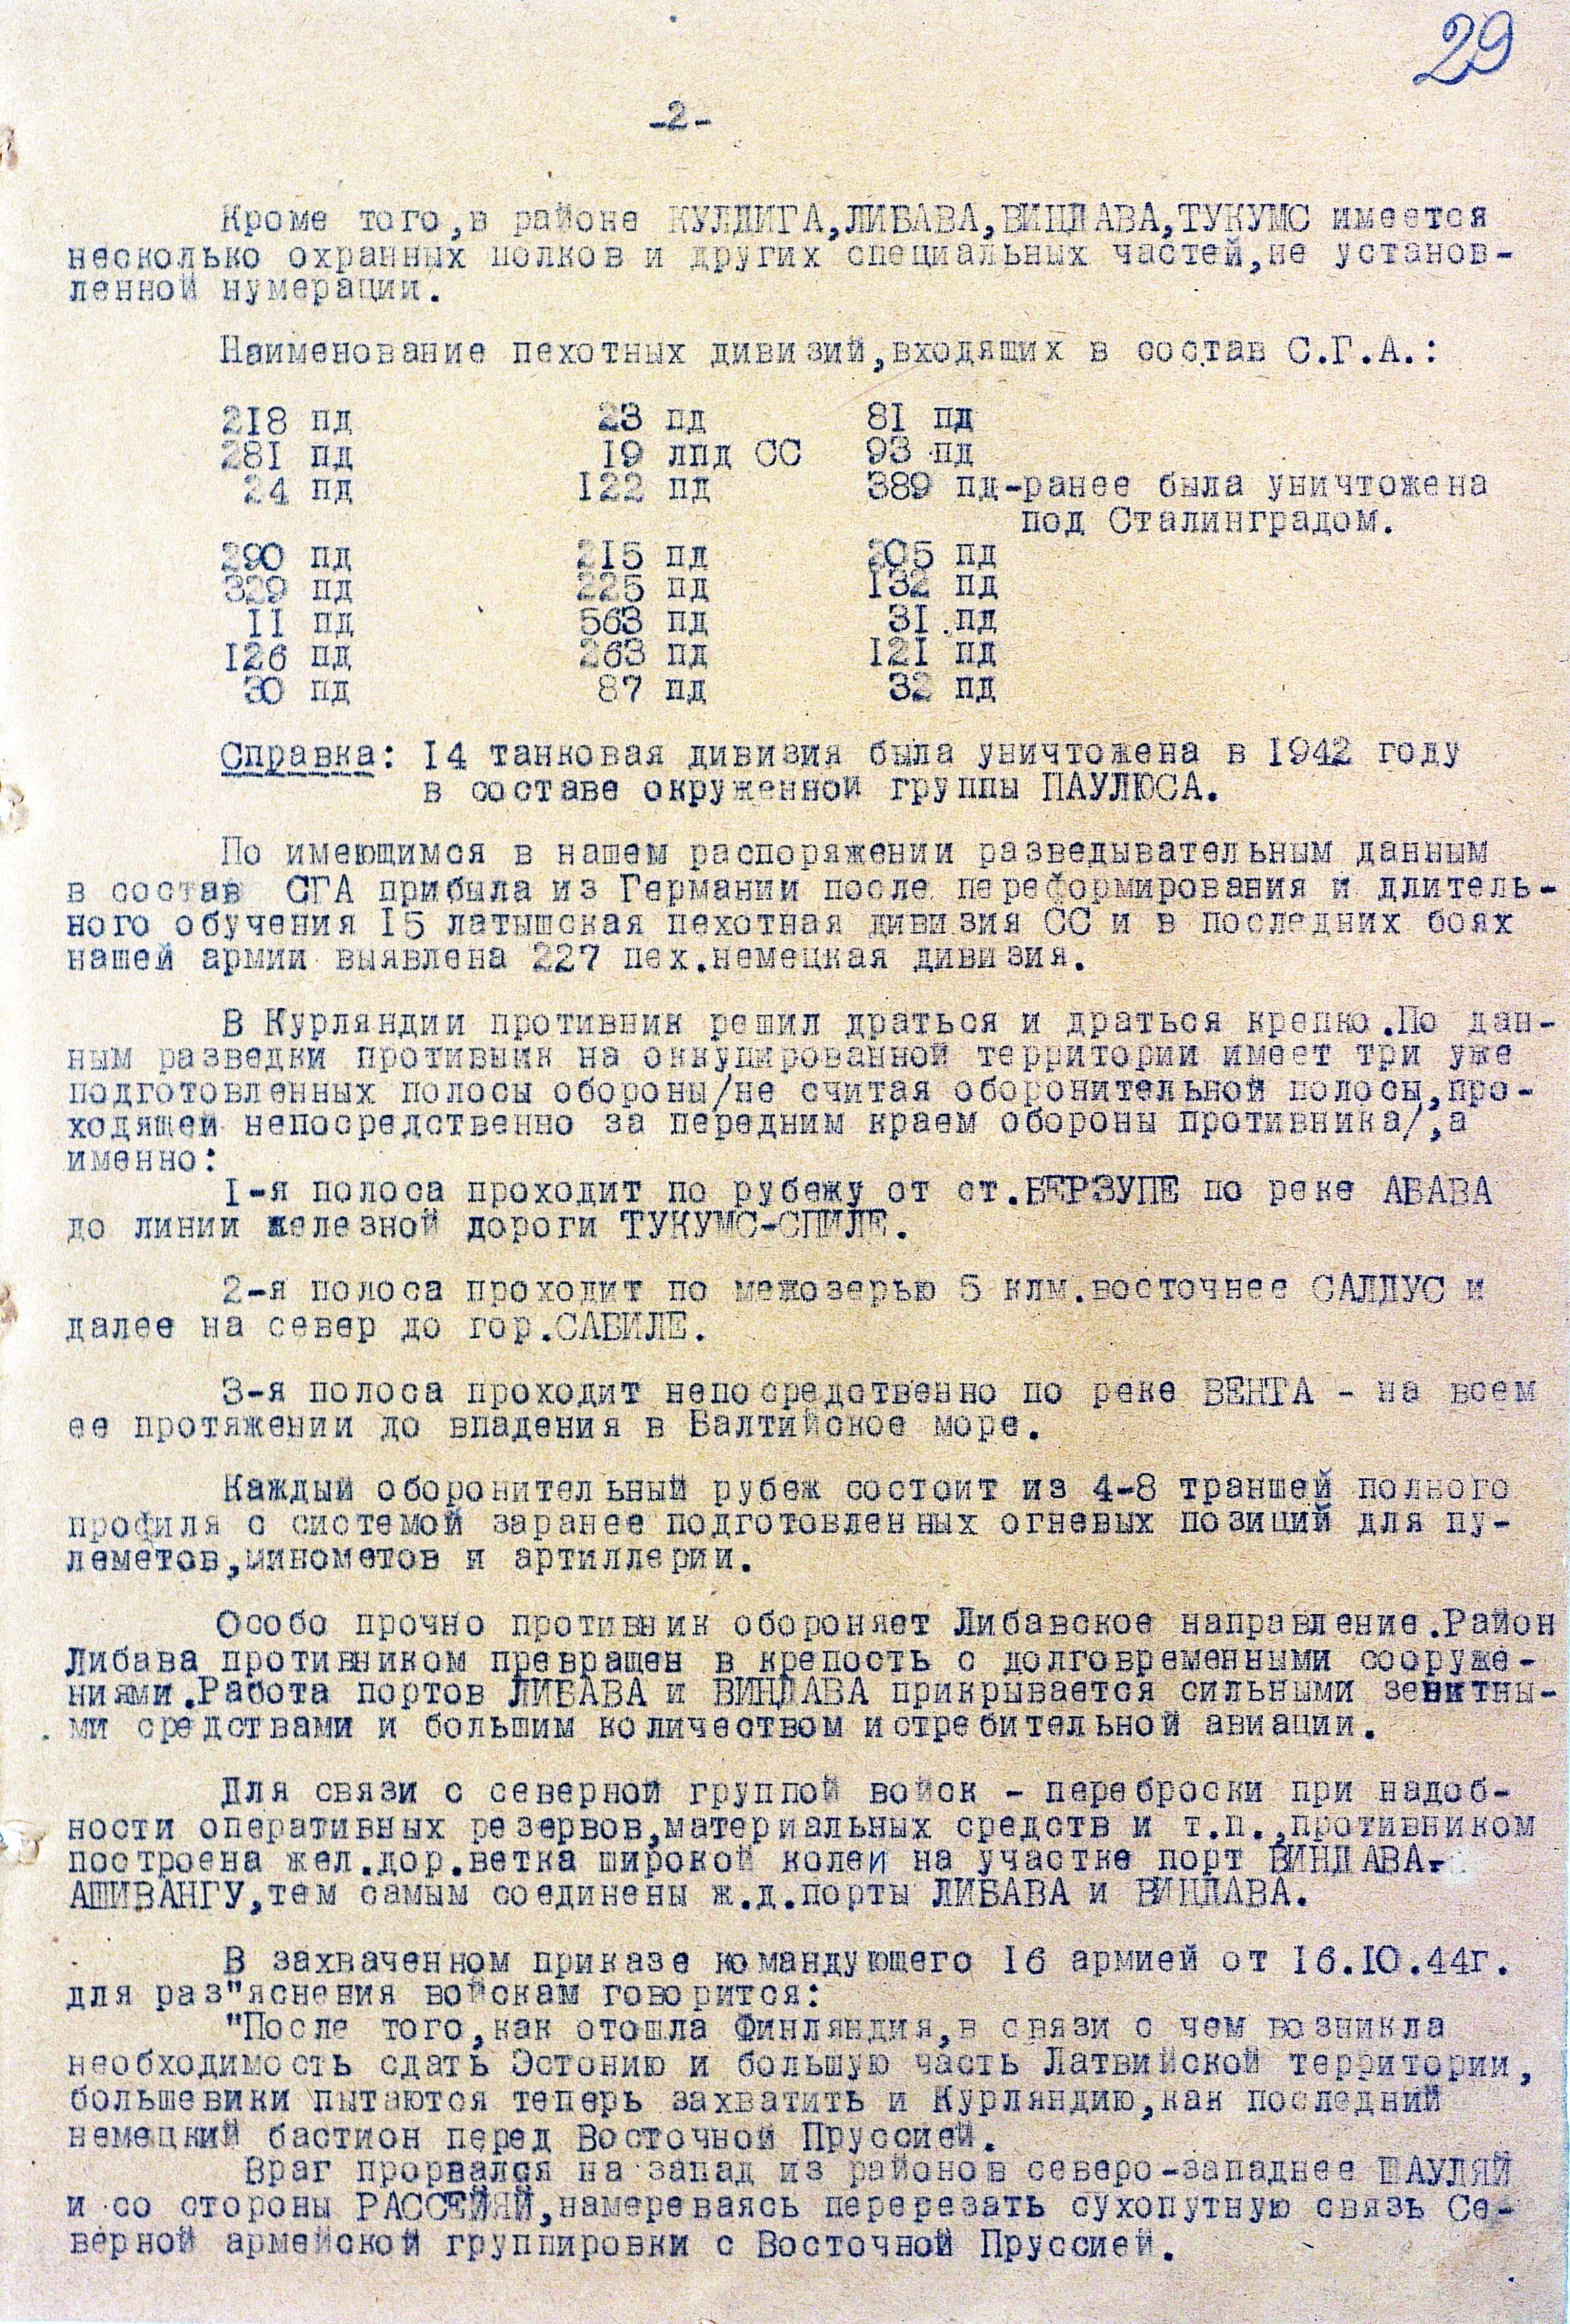 29
-2-
Кроме того,в районе КУЛДИГА,ЛИБАВА,ВИНДАВА,ТУКУМС имеется
несколько охранных полков и других специальных частей,не установ-
ленной нумерации.
Наименование пехотных дивизий,входящих в состав С.Г.А.:
218 пд 23 пд 81 пд
281 пд 19 лпд СС 93 пд
24 пд 122 пд 389 пд-ранее была уничтожена
под Сталинградом.
290 пд 215 пд 205 пд
329 пд 225 пд 132 пд
11 пд 563 пд 31 пд
126 пд 263 пд 121 пд
30 пд 87 пд 32 пд
Справка: 14 танковая дивизия была уничтожена в 1942 году
в составе окруженной группы ПАУЛЮСА.
По имеющимся в нашем распоряжении разведывательным данным
в состав СГА прибыла из Германии после переформирования и длитель-
ного обучения 15 латышская пехотная дивизия СС и в последних боях
нашей армии выявлена 227 пех.немецкая дивизия.
В Курляндии противник решил драться и драться крепко.По дан-
ным разведки противник на оккупированной территории имеет три уже
подготовленных полосы обороны/не считая оборонительной полосы,про-
ходящей непосредственно за передним краем обороны противника/,а
именно:
1-я полоса проходит по рубежу от ст.БЕРЗУПЕ по реке АБАВА
до линии железной дороги ТУКУМС-СПИЛЕ.
2-я полоса проходит по межозерью 5 клм.восточнее САЛДУС и
далее на север до гор.САБИЛЕ.
3-я полоса проходит непосредственно по реке ВЕНТА - на всем
ее протяжении до впадения в Балтийское море.
Каждый оборонительный рубеж состоит из 4-8 траншей полного
профиля с системой заранее подготовленных огневых позиций для пу-
леметов,минометов и артиллерии.
Особо прочно противник обороняет Либавское направление.Район
Либава противником превращен в крепость с долговременными сооруже-
ниями.Работа портов ЛИБАВА и ВИНДАВА прикрывается сильными зенитны-
ми средствами и большим количеством истребительной авиации.
Для связи с северной группой войск - переброски при надоб-
ности оперативных резервов,материальных средств и т.п.,противником
построена жел.дор.ветка широкой колеи на участке порт ВИНДАВА-
АШИВАНГУ,тем самым соединены ж.д.порты ЛИБАВА и ВИНДАВА.
В захваченном приказе командующего 16 армией от 16.10.44г.
для раз"яснения войскам говорится:
"После того,как отошла Финляндия,в связи с чем возникла
необходимость сдать Эстонию и большую часть Латвийской территории,
большевики пытаются теперь захватить и Курляндию,как последний
немецкий бастион перед Восточной Пруссией.
Враг прорвался на запад из районов северо-западнее ШАУЛЯЙ
и со стороны РАССЕЙЯЙ,намереваясь перерезать сухопутную связь Се-
верной армейской группировки с Восточной Пруссией.